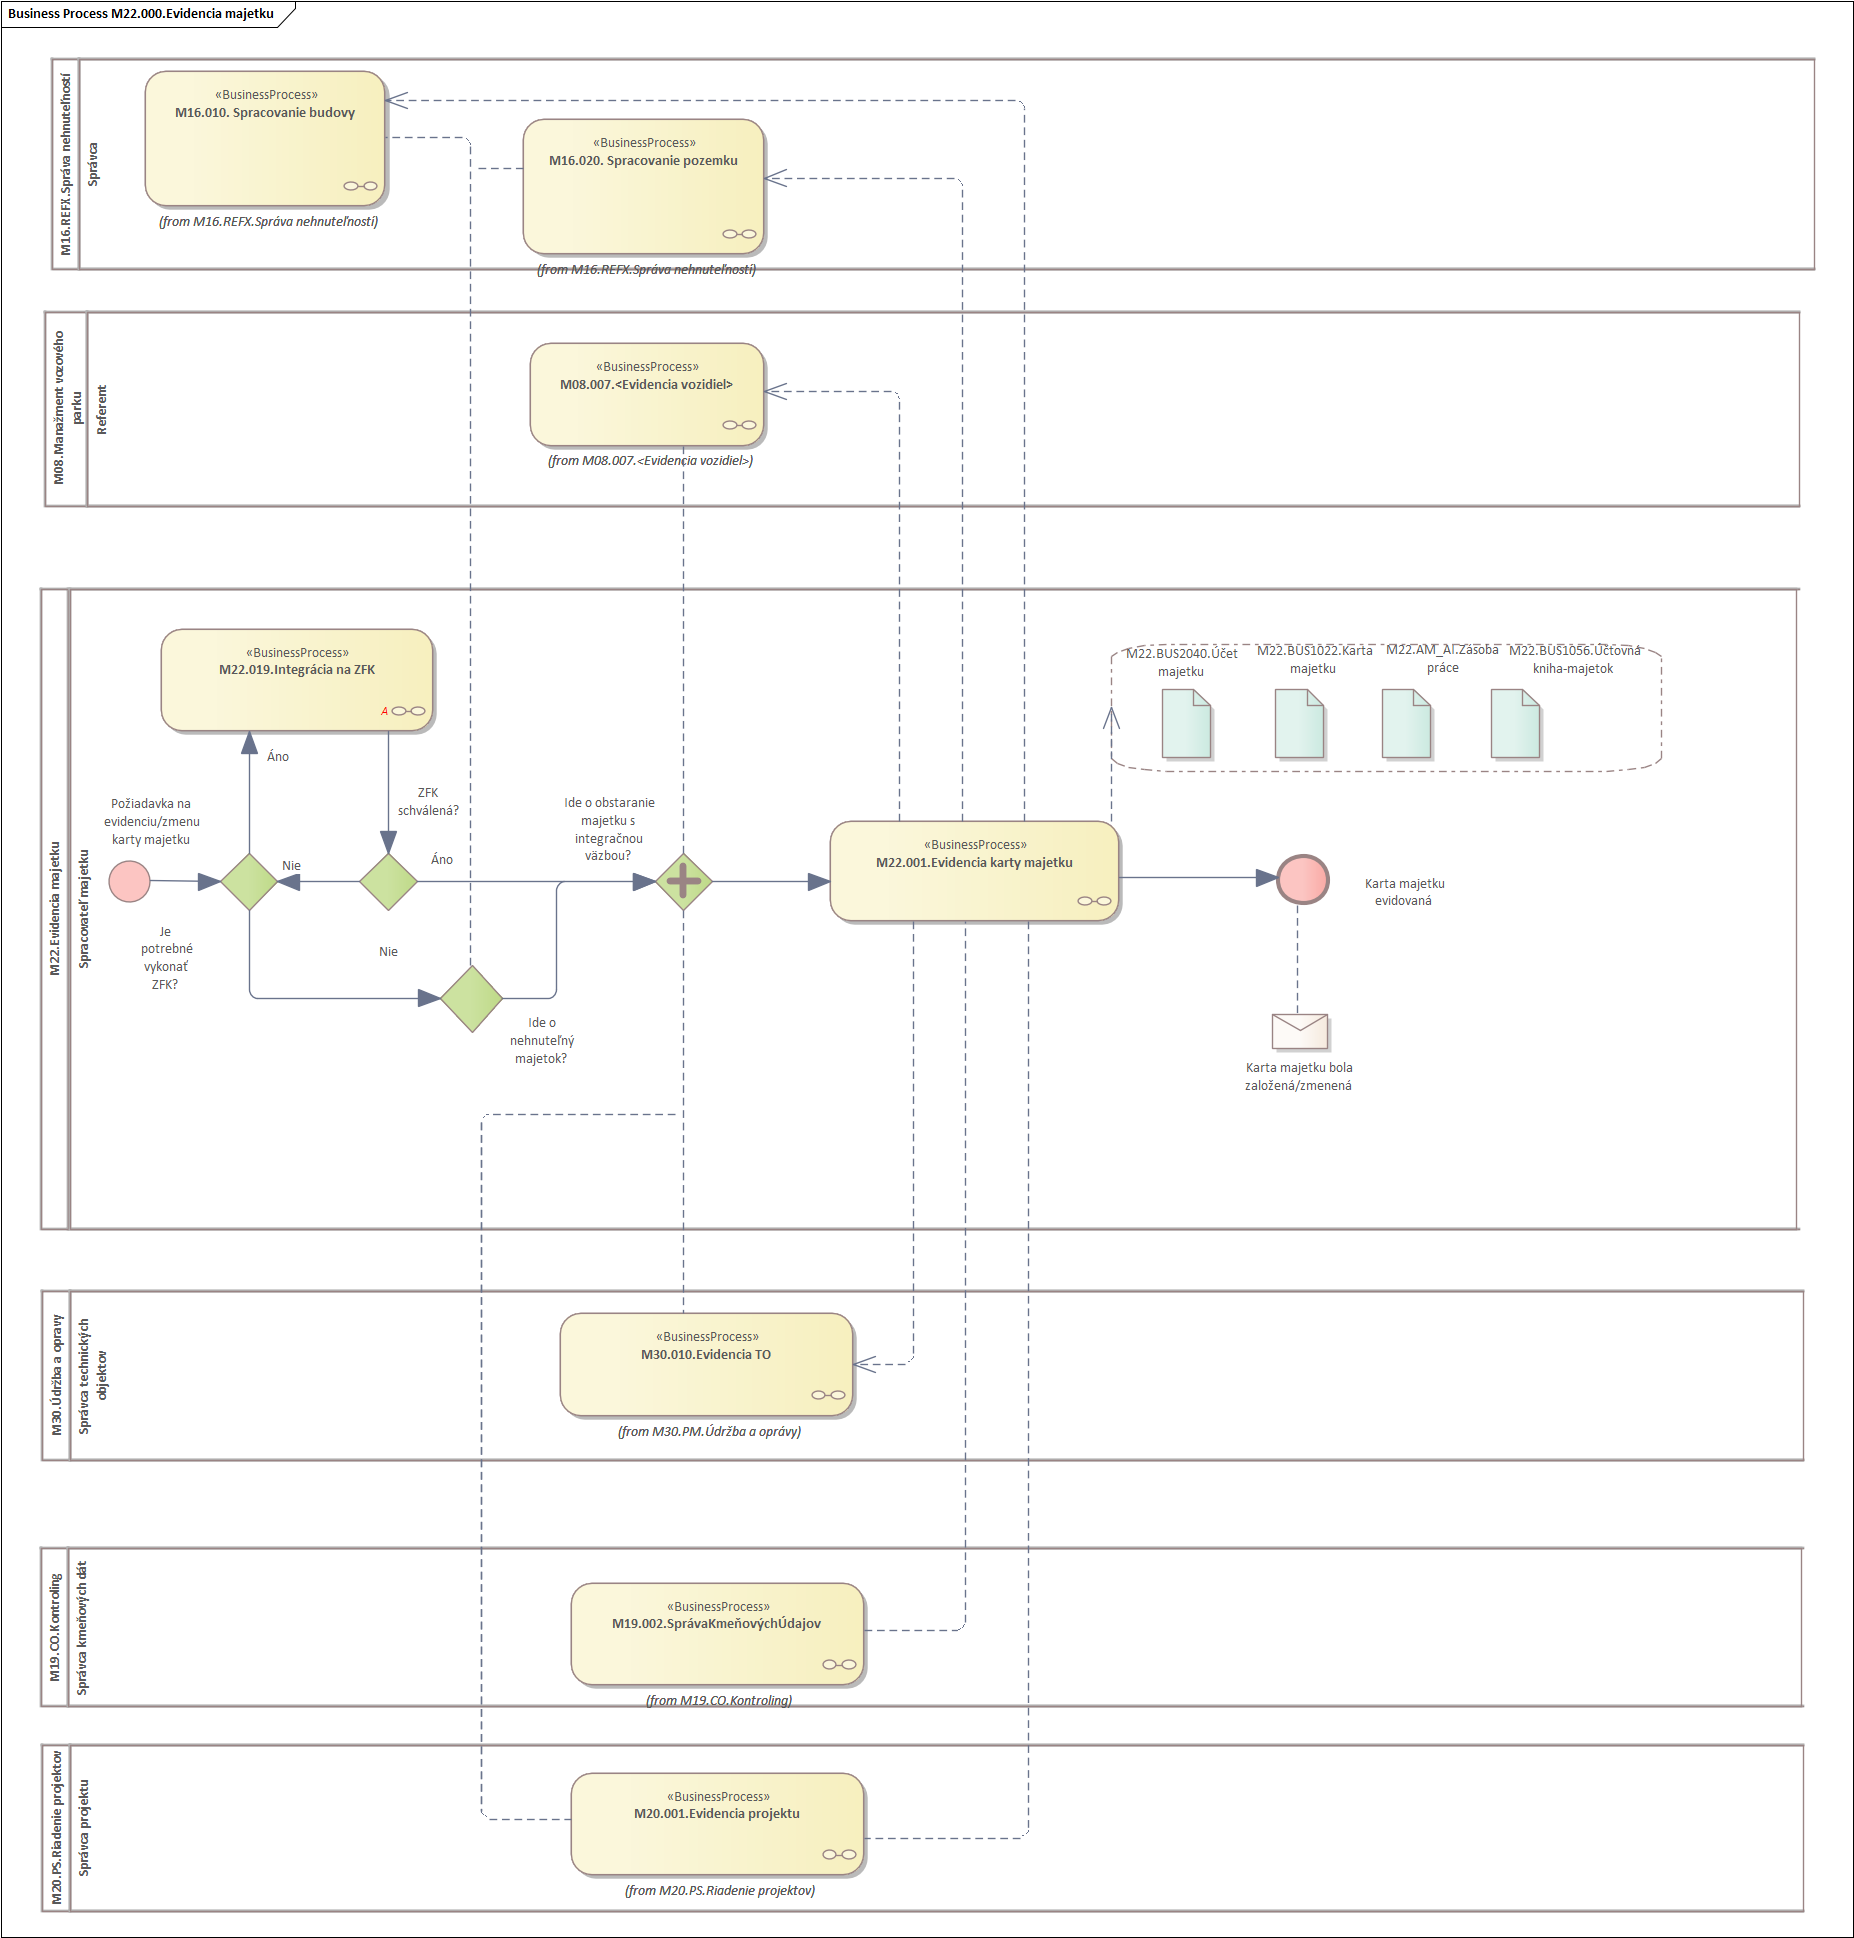 Business Process M22.000.Evidencia majetku
M16.REFX.Správa nehnuteľností
Správca
«BusinessProcess»
M16.010. Spracovanie budovy
(from M16.REFX.Správa nehnuteľností)
«BusinessProcess»
M16.020. Spracovanie pozemku
(from M16.REFX.Správa nehnuteľností)
M08.Manažment vozového
parku
Referent
«BusinessProcess»
M08.007.<Evidencia vozidiel>
(from M08.007.<Evidencia vozidiel>)
M22.Evidencia majetku
Spracovateľ majetku
«BusinessProcess»
M22.019.Integrácia na ZFK
A
Áno
ZFK
schválená?
Požiadavka na
evidenciu/zmenu
karty majetku
Nie
Áno
Je
potrebné
vykonať
ZFK?
Nie
Ide o
nehnuteľný
majetok?
Ide o obstaranie
majetku s
integračnou
väzbou?
«BusinessProcess»
M22.001.Evidencia karty majetku
M22.BUS2040.Účet
majetku
M22.BUS1022.Karta
majetku
M22.AM_AI.Zásoba
práce
M22.BUS1056.Účtovná
kniha-majetok
Karta majetku
evidovaná
Karta majetku bola
založená/zmenená
M30.Údržba a opravy
Správca technických
objektov
«BusinessProcess»
M30.010.Evidencia TO
(from M30.PM.Údržba a oprávy)
M19.CO.Kontroling
Správca kmeňových dát
«BusinessProcess»
M19.002.SprávaKmeňovýchÚdajov
(from M19.CO.Kontroling)
M20.PS.Riadenie projektov
Správca projektu
«BusinessProcess»
M20.001.Evidencia projektu
(from M20.PS.Riadenie projektov)